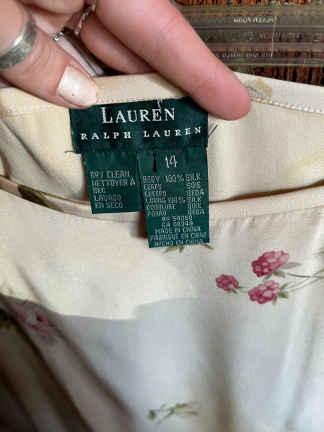 LAUREN
RALPH LAUREN
14
DRY CLEAN
NETTOYER A
SEC
LAVADO
EN SECO
BODY 100% SILK
CORPS SOIE
CUERPO SEDA
LINING 100% SILK
DOUBLURE SOIE
FORRO SEDA
MADE IN CHINA
FABRIQUE EN CHINE
HECHO EN CHINA